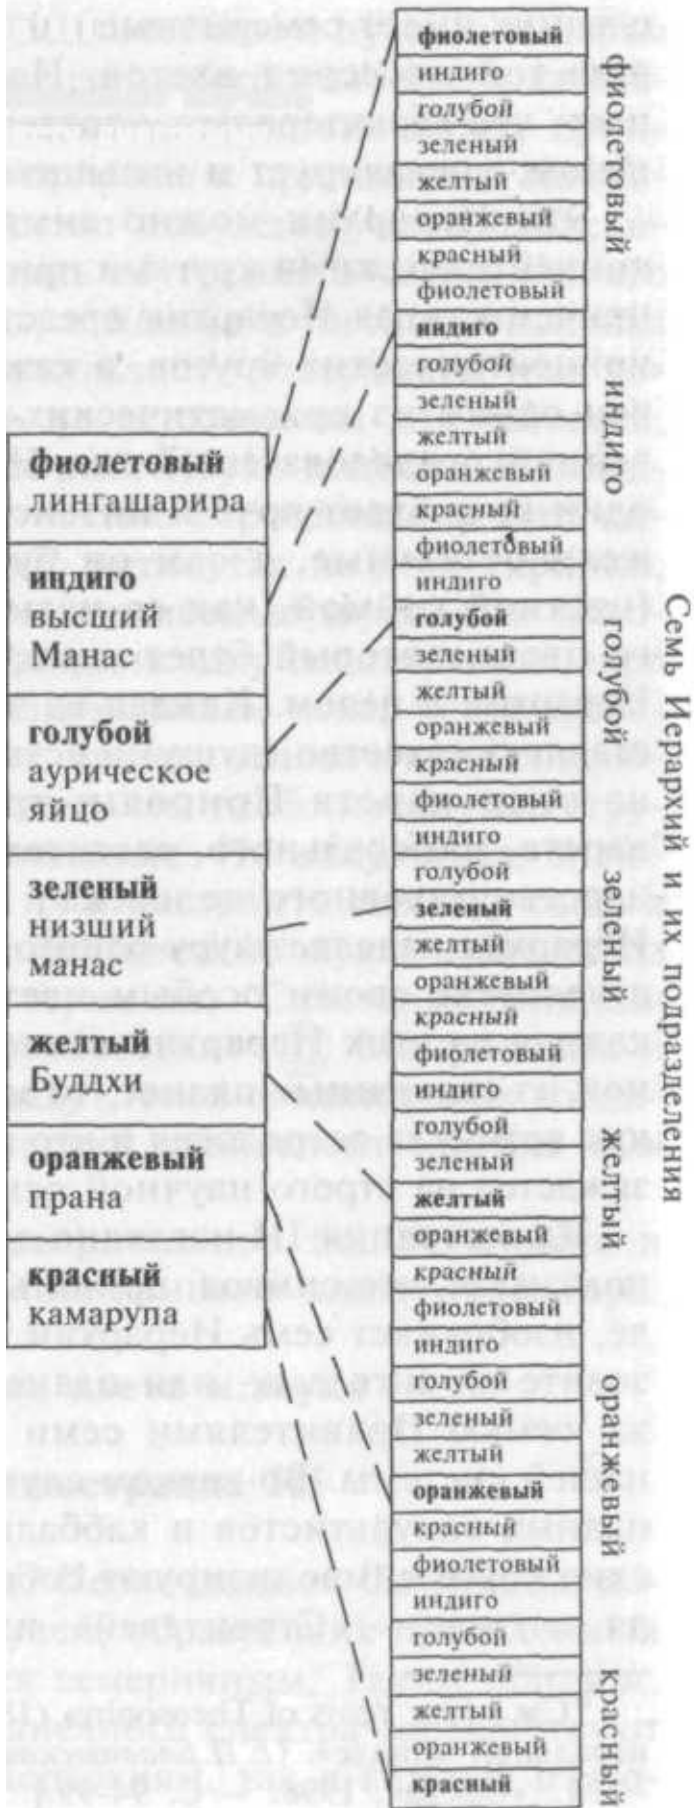 фиолетовый
лингашарира
индиго
высший
Манас
голубой
аурическое
яйцо
зеленый
низший
манас
желтый
Буддхи
оранжевый
прана
красный
камарупа
фиолетовый
индиго
голубой
зеленый
желтый
оранжевый
красный
фиолетовый
индиго
голубой
зеленый
желтый
оранжевый
красный
фиолетовый
индиго
голубой
зеленый
желтый
оранжевый
красный
фиолетовый
индиго
голубой
зеленый
желтый
оранжевый
красный
фиолетовый
индиго
голубой
зеленый
желтый
оранжевый
красный
фиолетовый
индиго
голубой
зеленый
желтый
оранжевый
красный
фиолетовый
индиго
голубой
зеленый
желтый
оранжевый
красный
фиолетовый
индиго
голубой
зеленый
желтый
оранжевый
красный
Семь Иерархий и их подразделения